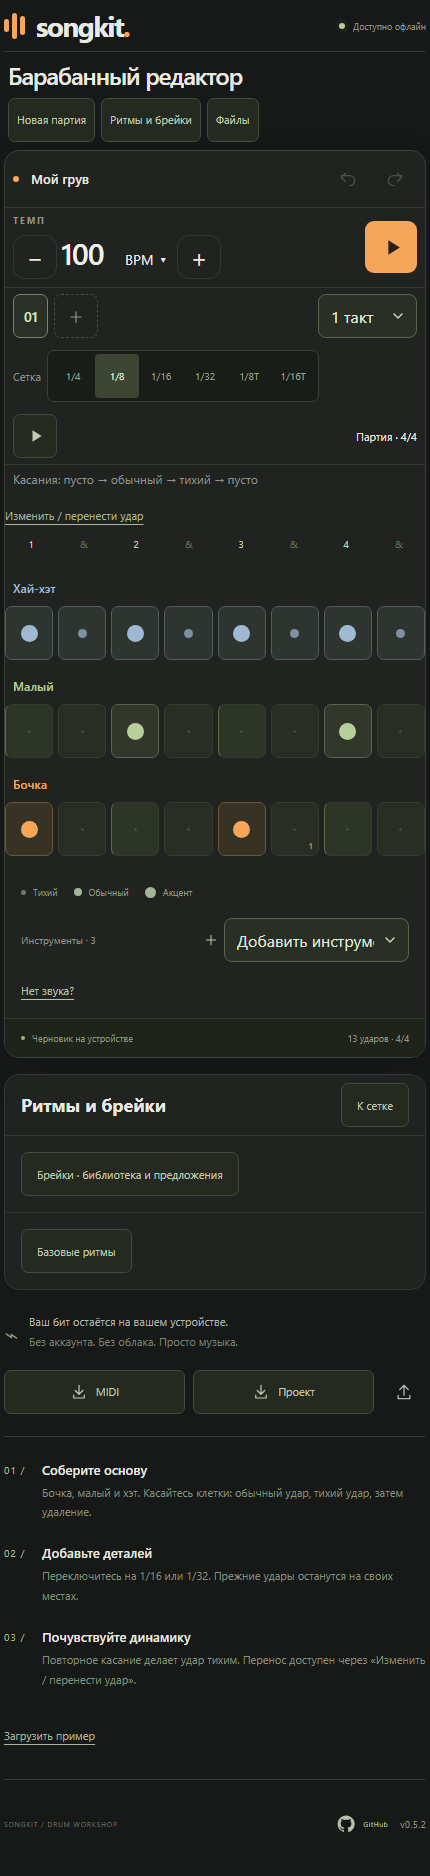 songkit.
Доступно офлайн
Барабанный редактор
Новая партия
Ритмы и брейки
Файлы
Мой грув
ТЕМП
− 100 BPM ▾ +
01 +
1 такт
Сетка 1/4 1/8 1/16 1/32 1/8T 1/16T
Партия · 4/4
Касания: пусто → обычный → тихий → пусто
Изменить / перенести удар
1 & 2 & 3 & 4 &
Хай-хэт
Малый
Бочка
1
Тихий Обычный Акцент
Инструменты · 3
+ Добавить инструм
Нет звука?
Черновик на устройстве
13 ударов · 4/4
Ритмы и брейки
К сетке
Брейки · библиотека и предложения
Базовые ритмы
Ваш бит остаётся на вашем устройстве.
Без аккаунта. Без облака. Просто музыка.
MIDI
Проект
01 / Соберите основу
Бочка, малый и хэт. Касайтесь клетки: обычный удар, тихий удар, затем
удаление.
02 / Добавьте деталей
Переключитесь на 1/16 или 1/32. Прежние удары останутся на своих
местах.
03 / Почувствуйте динамику
Повторное касание делает удар тихим. Перенос доступен через «Изменить
/ перенести удар».
Загрузить пример
SONGKIT / DRUM WORKSHOP
GitHub
v0.5.2